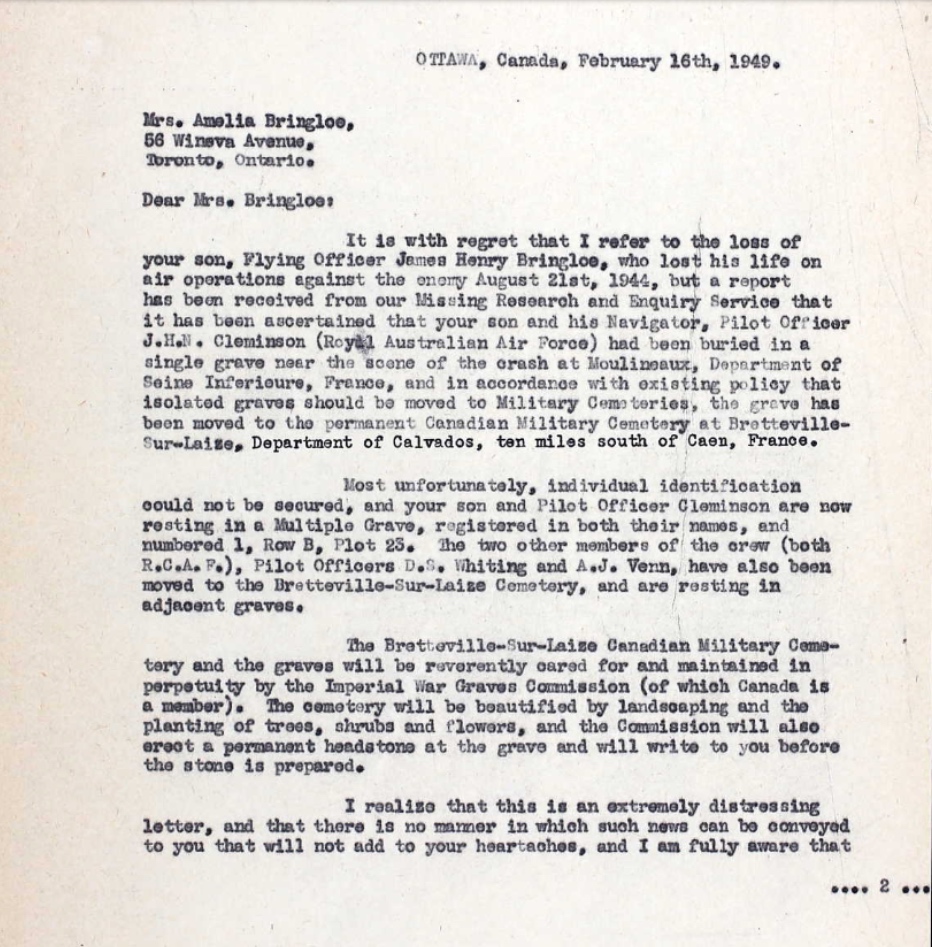 OTTAWA, Canada, February 16th, 1949.
Mrs. Amelia Bringloe,
56 Wineva Avenue,
Toronto, Ontario.
Dear Mrs. Bringloe:
It is with regret that I refer to the loss of
your son, Flying Officer James Henry Bringloe, who lost his life on
air operations against the enemy August 21st, 1944, but a report
has been received from our Missing Research and Enquiry Service that
it has been ascertained that your son and his Navigator, Pilot Officer
J.H.N. Cleminson (Royal Australian Air Force) had been buried in a
single grave near the scene of the crash at Moulineaux, Department of
Seine Inferioure, France, and in accordance with existing policy that
isolated graves should be moved to Military Cemeteries, the grave has
been moved to the permanent Canadian Military Cemetery at Bretteville-
Sur-Laize, Department of Calvados, ten miles south of Caen, France.
Most unfortunately, individual identification
could not be secured, and your son and Pilot Officer Cleminson are now
resting in a Multiple Grave, registered in both their names, and
numbered 1, Row B, Plot 23. The two other members of the crew (both
R.C.A.F.), Pilot Officers D.S. Whiting and A.J. Venn, have also been
moved to the Bretteville-Sur-Laize Cemetery, and are resting in
adjacent graves.
The Bretteville-Sur-Laize Canadian Military Ceme-
tery and the graves will be reverently cared for and maintained in
perpetuity by the Imperial War Graves Commission (of which Canada is
a member). The cemetery will be beautified by landscaping and the
planting of trees, shrubs and flowers, and the Commission will also
erect a permanent headstone at the grave and will write to you before
the stone is prepared.
I realize that this is an extremely distressing
letter, and that there is no manner in which such news can be conveyed
to you that will not add to your heartaches, and I am fully aware that
.... 2 ...